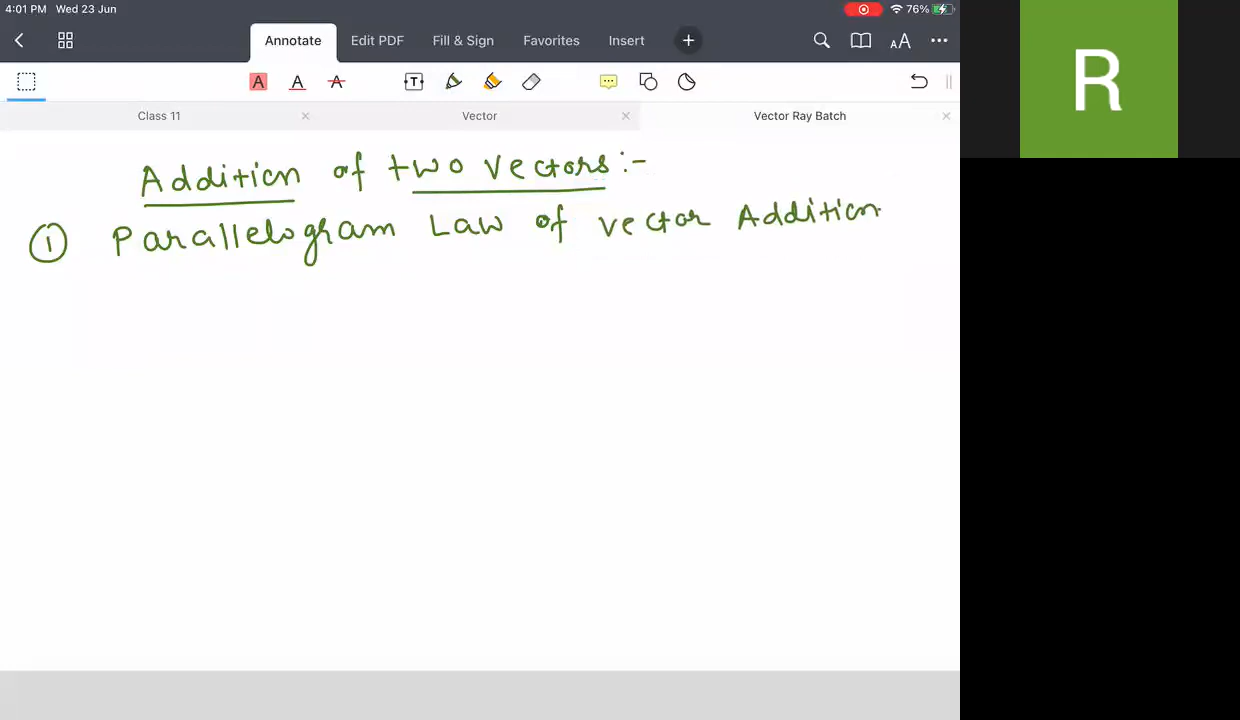 4:01 PM Wed 23 Jun 76%
Annotate Edit PDF Fill & Sign Favorites Insert
Class 11 Vector Vector Ray Batch
R
Addition of two vectors :-
① Parallelogram Law of vector Addition